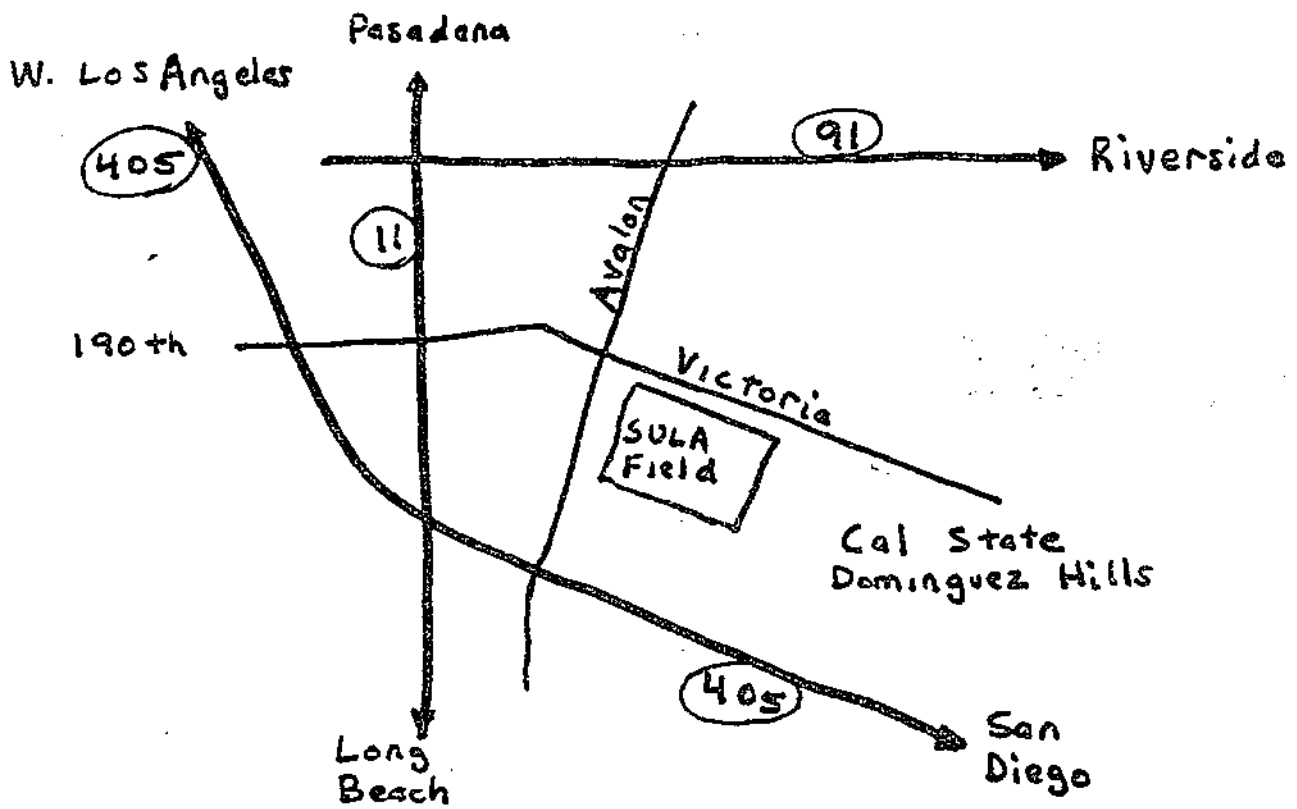 Pasadena
W. Los Angeles
405
91
Riverside
11
Avalon
190th
Victoria
SULA
Field
Cal State
Dominguez Hills
405
San
Diego
Long
Beach